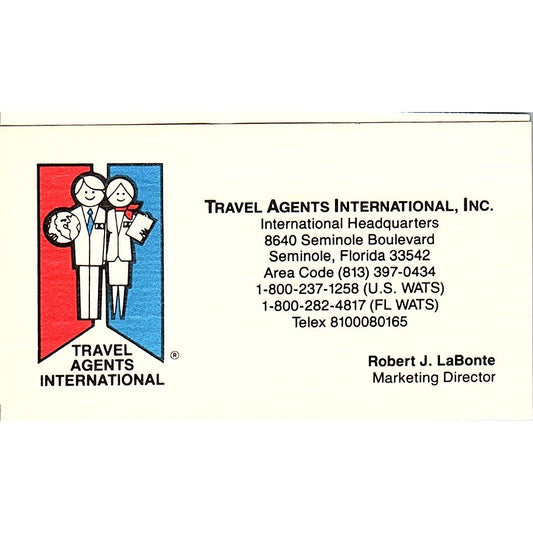 TRAVEL
AGENTS
INTERNATIONAL
®
TRAVEL AGENTS INTERNATIONAL, INC.
International Headquarters
8640 Seminole Boulevard
Seminole, Florida 33542
Area Code (813) 397-0434
1-800-237-1258 (U.S. WATS)
1-800-282-4817 (FL WATS)
Telex 8100080165
Robert J. LaBonte
Marketing Director